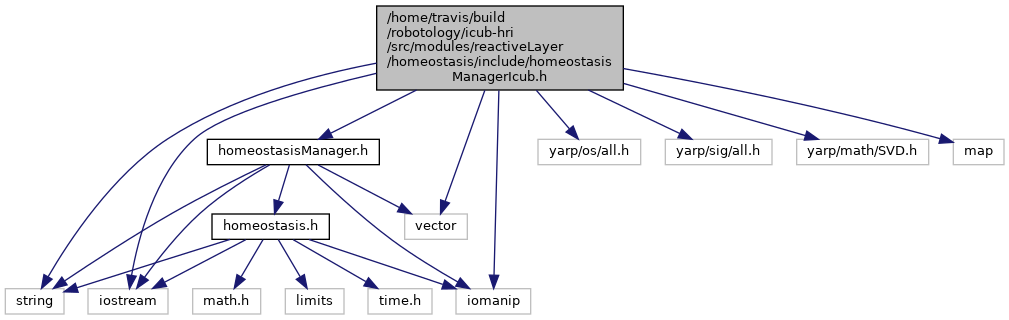 /home/travis/build
/robotology/icub-hri
/src/modules/reactiveLayer
/homeostasis/include/homeostasis
ManagerIcub.h
homeostasisManager.h
yarp/os/all.h
yarp/sig/all.h
yarp/math/SVD.h
map
homeostasis.h
vector
string
iostream
math.h
limits
time.h
iomanip